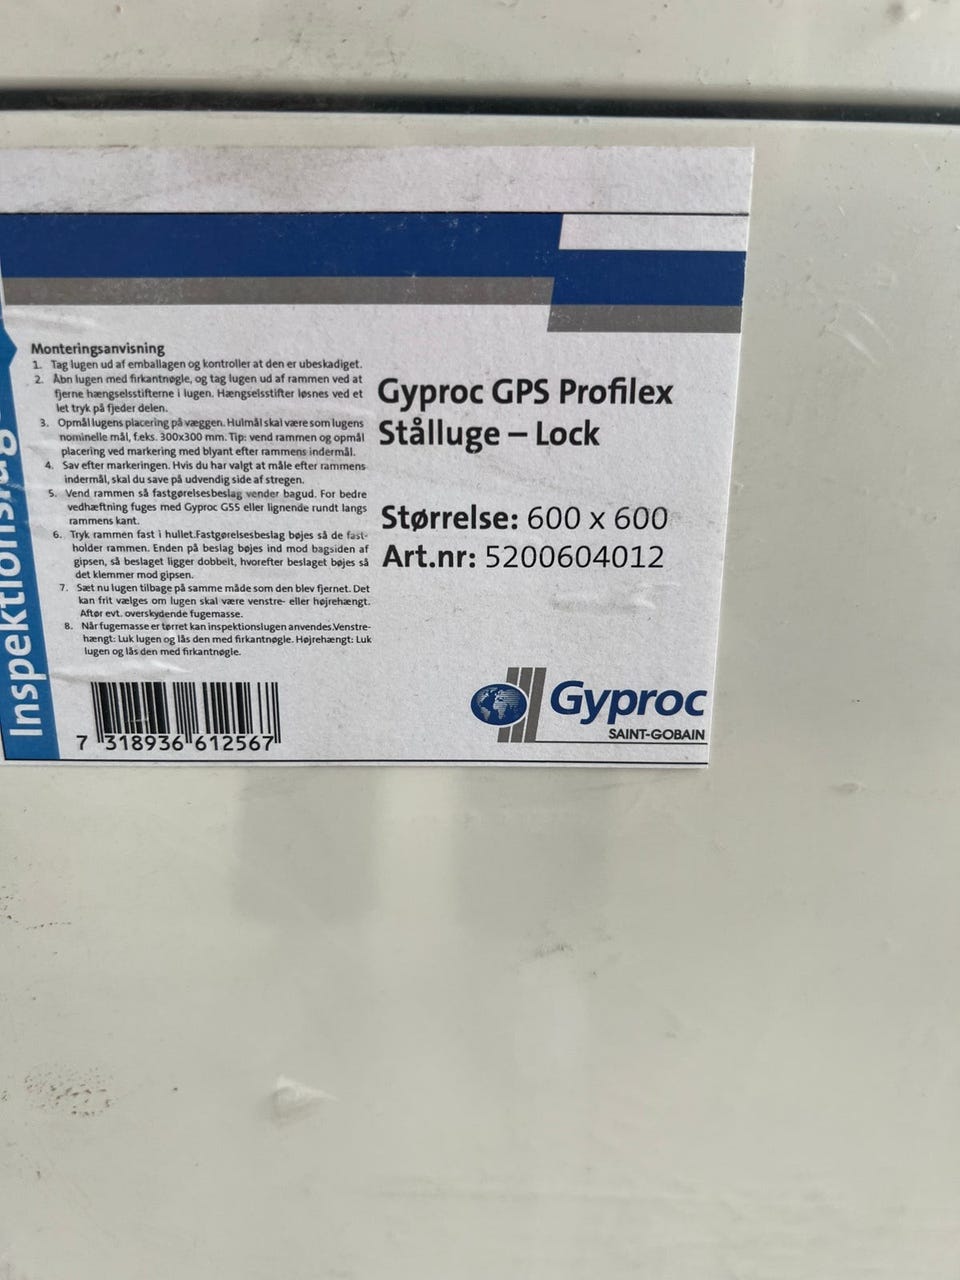 Inspektionslug
Monteringsanvisning
1. Tag lugen ud af emballagen og kontroller at den er ubeskadiget.
2. Åbn lugen med firkantnøgle, og tag lugen ud af rammen ved at
fjerne hængselsstifterne i lugen. Hængselsstifter løsnes ved et
let tryk på fjeder delen.
3. Opmål lugens placering på væggen. Hulmål skal være som lugens
nominelle mål, f.eks. 300x300 mm. Tip: vend rammen og opmål
placering ved markering med blyant efter rammens indermål.
4. Sav efter markeringen. Hvis du har valgt at måle efter rammens
indermål, skal du save på udvendig side af stregen.
5. Vend rammen så fastgørelsesbeslag vender bagud. For bedre
vedhæftning fuges med Gyproc G55 eller lignende rundt langs
rammens kant.
6. Tryk rammen fast i hullet.Fastgørelsesbeslag bøjes så de fast-
holder rammen. Enden på beslag bøjes ind mod bagsiden af
gipsen, så beslaget ligger dobbelt, hvorefter beslaget bøjes så
det klemmer mod gipsen.
7. Sæt nu lugen tilbage på samme måde som den blev fjernet. Det
kan frit vælges om lugen skal være venstre- eller højrehængt.
Aftør evt. overskydende fugemasse.
8. Når fugemasse er tørret kan inspektionslugen anvendes.Venstre-
hængt: Luk lugen og lås den med firkantnøgle. Højrehængt: Luk
lugen og lås den med firkantnøgle.
7 318936 612567
Gyproc GPS Profilex
Stålluge – Lock
Størrelse: 600 x 600
Art.nr: 5200604012
Gyproc
SAINT-GOBAIN